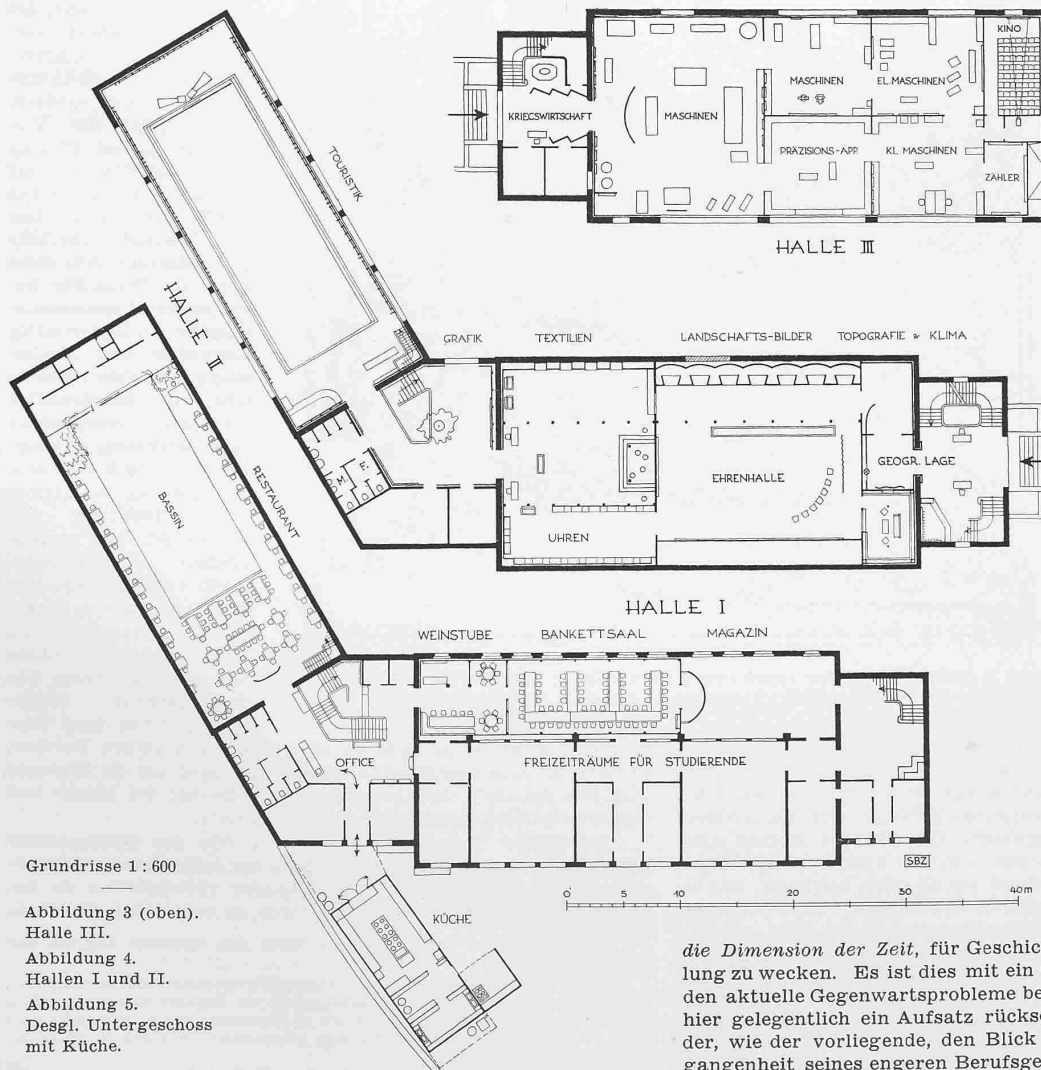 KINO
MASCHINEN
EL. MASCHINEN
KRIEGSWIRTSCHAFT
MASCHINEN
PRÄZISIONS-APP.
KL. MASCHINEN
ZÄHLER
HALLE III
TOURISTIK
HALLE II
GRAFIK TEXTILIEN LANDSCHAFTS-BILDER TOPOGRAFIE & KLIMA
M. F.
GEOGR. LAGE
EHRENHALLE
UHREN
HALLE I
RESTAURANT
BASSIN
WEINSTUBE BANKETTSAAL MAGAZIN
OFFICE
FREIZEITRÄUME FÜR STUDIERENDE
SBZ
0 5 10 20 30 40 m
KÜCHE
Grundrisse 1 : 600
Abbildung 3 (oben).
Halle III.
Abbildung 4.
Hallen I und II.
Abbildung 5.
Desgl. Untergeschoss
mit Küche.
die Dimension der Zeit, für Geschic
lung zu wecken. Es ist dies mit ein
den aktuelle Gegenwartsprobleme be
hier gelegentlich ein Aufsatz rückse
der, wie der vorliegende, den Blick
gangenheit seines engeren Berufsge